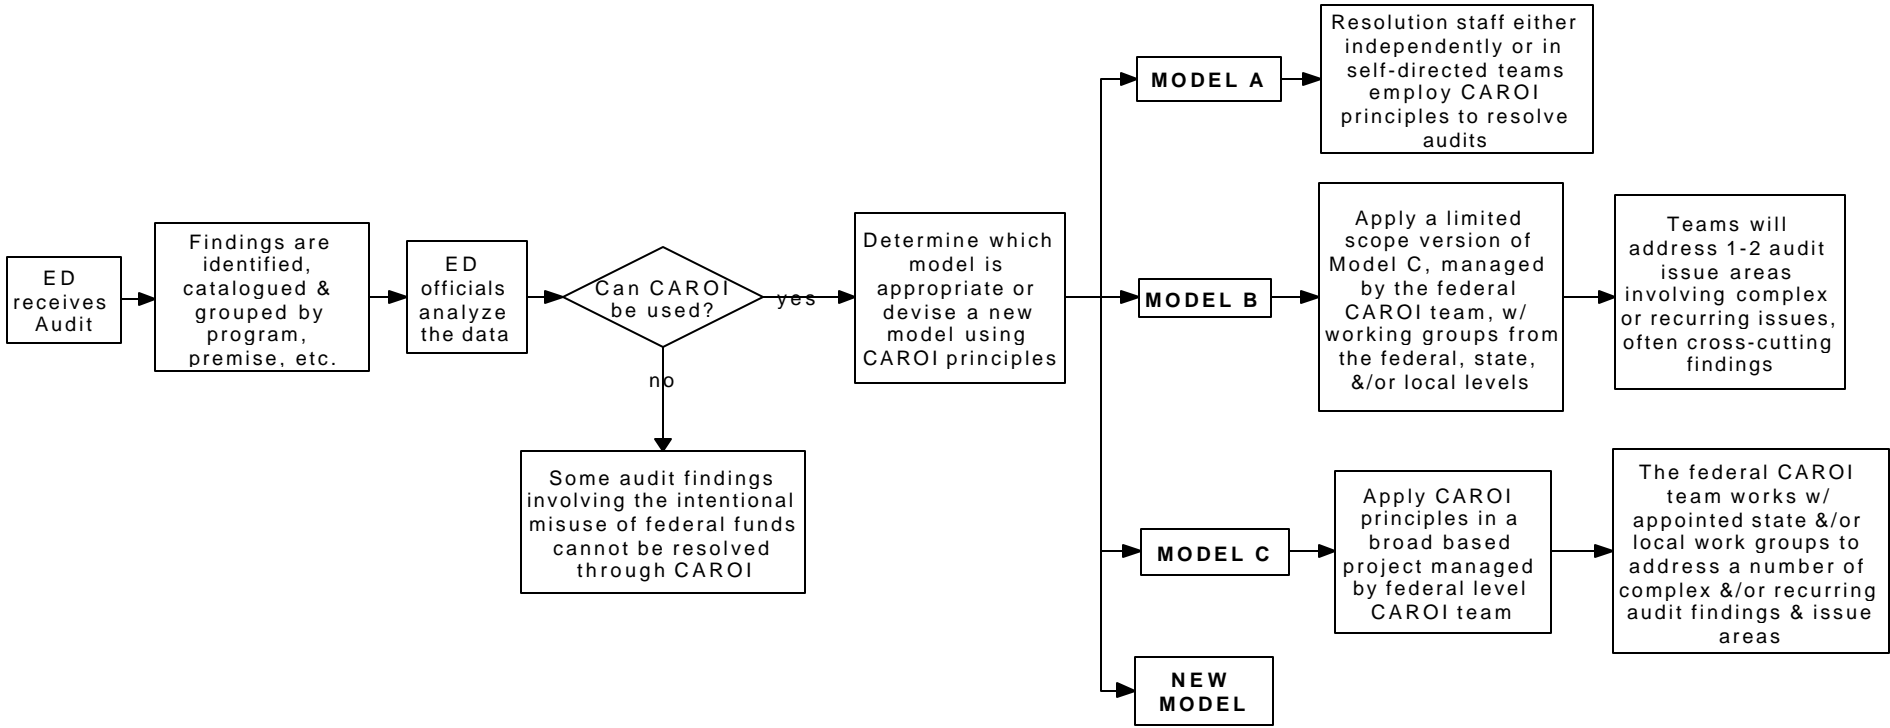 ED
receives
Audit
Findings are
identified,
catalogued &
grouped by
program,
premise, etc.
ED
officials
analyze
the data
Can CAROI
be used?
yes
no
Some audit findings
involving the intentional
misuse of federal funds
cannot be resolved
through CAROI
Determine which
model is
appropriate or
devise a new
model using
CAROI principles
MODEL A
Resolution staff either
independently or in
self-directed teams
employ CAROI
principles to resolve
audits
MODEL B
Apply a limited
scope version of
Model C, managed
by the federal
CAROI team, w/
working groups from
the federal, state,
&/or local levels
Teams will
address 1-2 audit
issue areas
involving complex
or recurring issues,
often cross-cutting
findings
MODEL C
Apply CAROI
principles in a
broad based
project managed
by federal level
CAROI team
The federal CAROI
team works w/
appointed state &/or
local work groups to
address a number of
complex &/or recurring
audit findings & issue
areas
NEW
MODEL